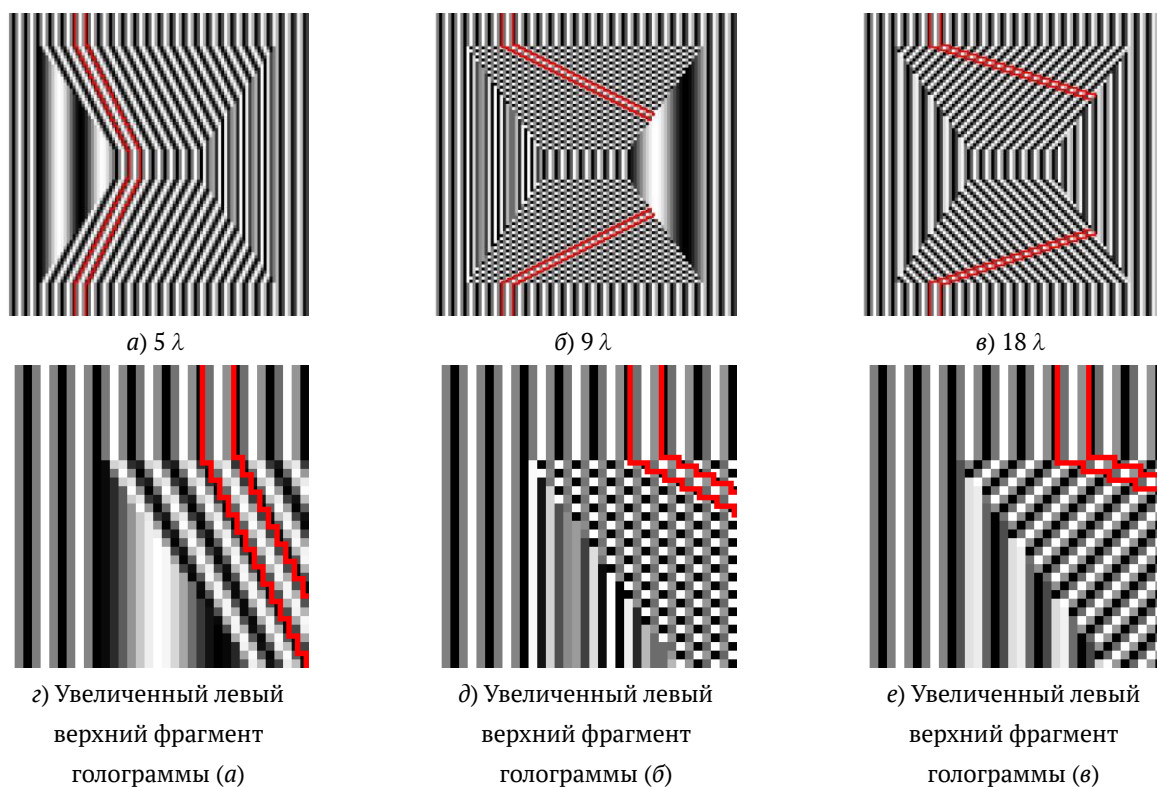 а) 5 λ
б) 9 λ
в) 18 λ
г) Увеличенный левый
верхний фрагмент
голограммы (а)
д) Увеличенный левый
верхний фрагмент
голограммы (б)
е) Увеличенный левый
верхний фрагмент
голограммы (в)